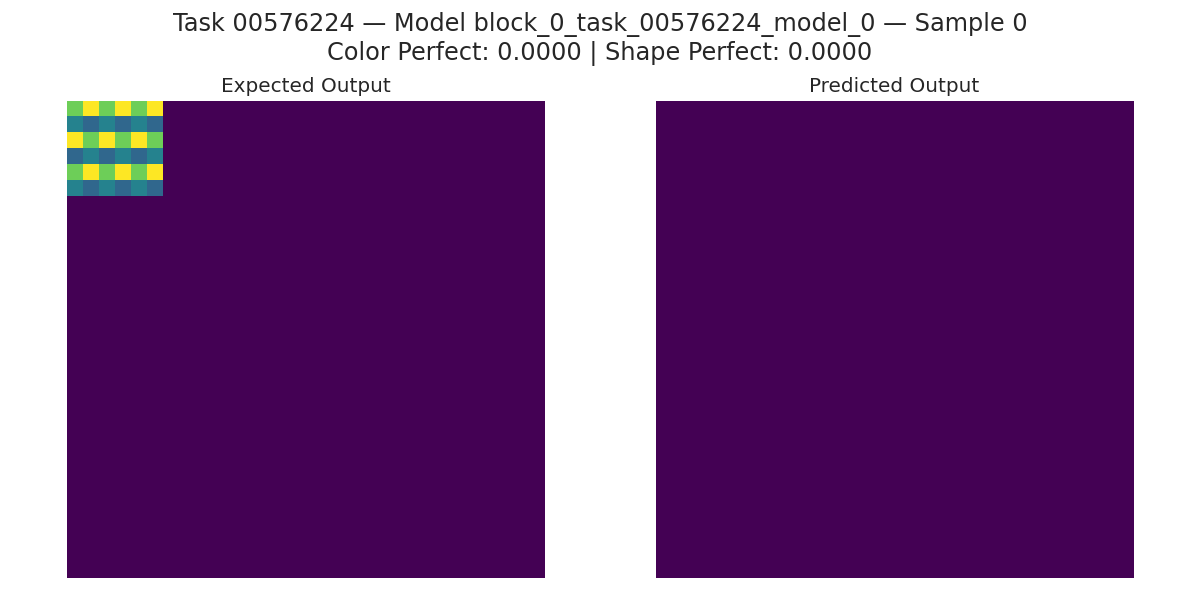 Task 00576224 — Model block_0_task_00576224_model_0 — Sample 0
Color Perfect: 0.0000 | Shape Perfect: 0.0000
Expected Output
Predicted Output